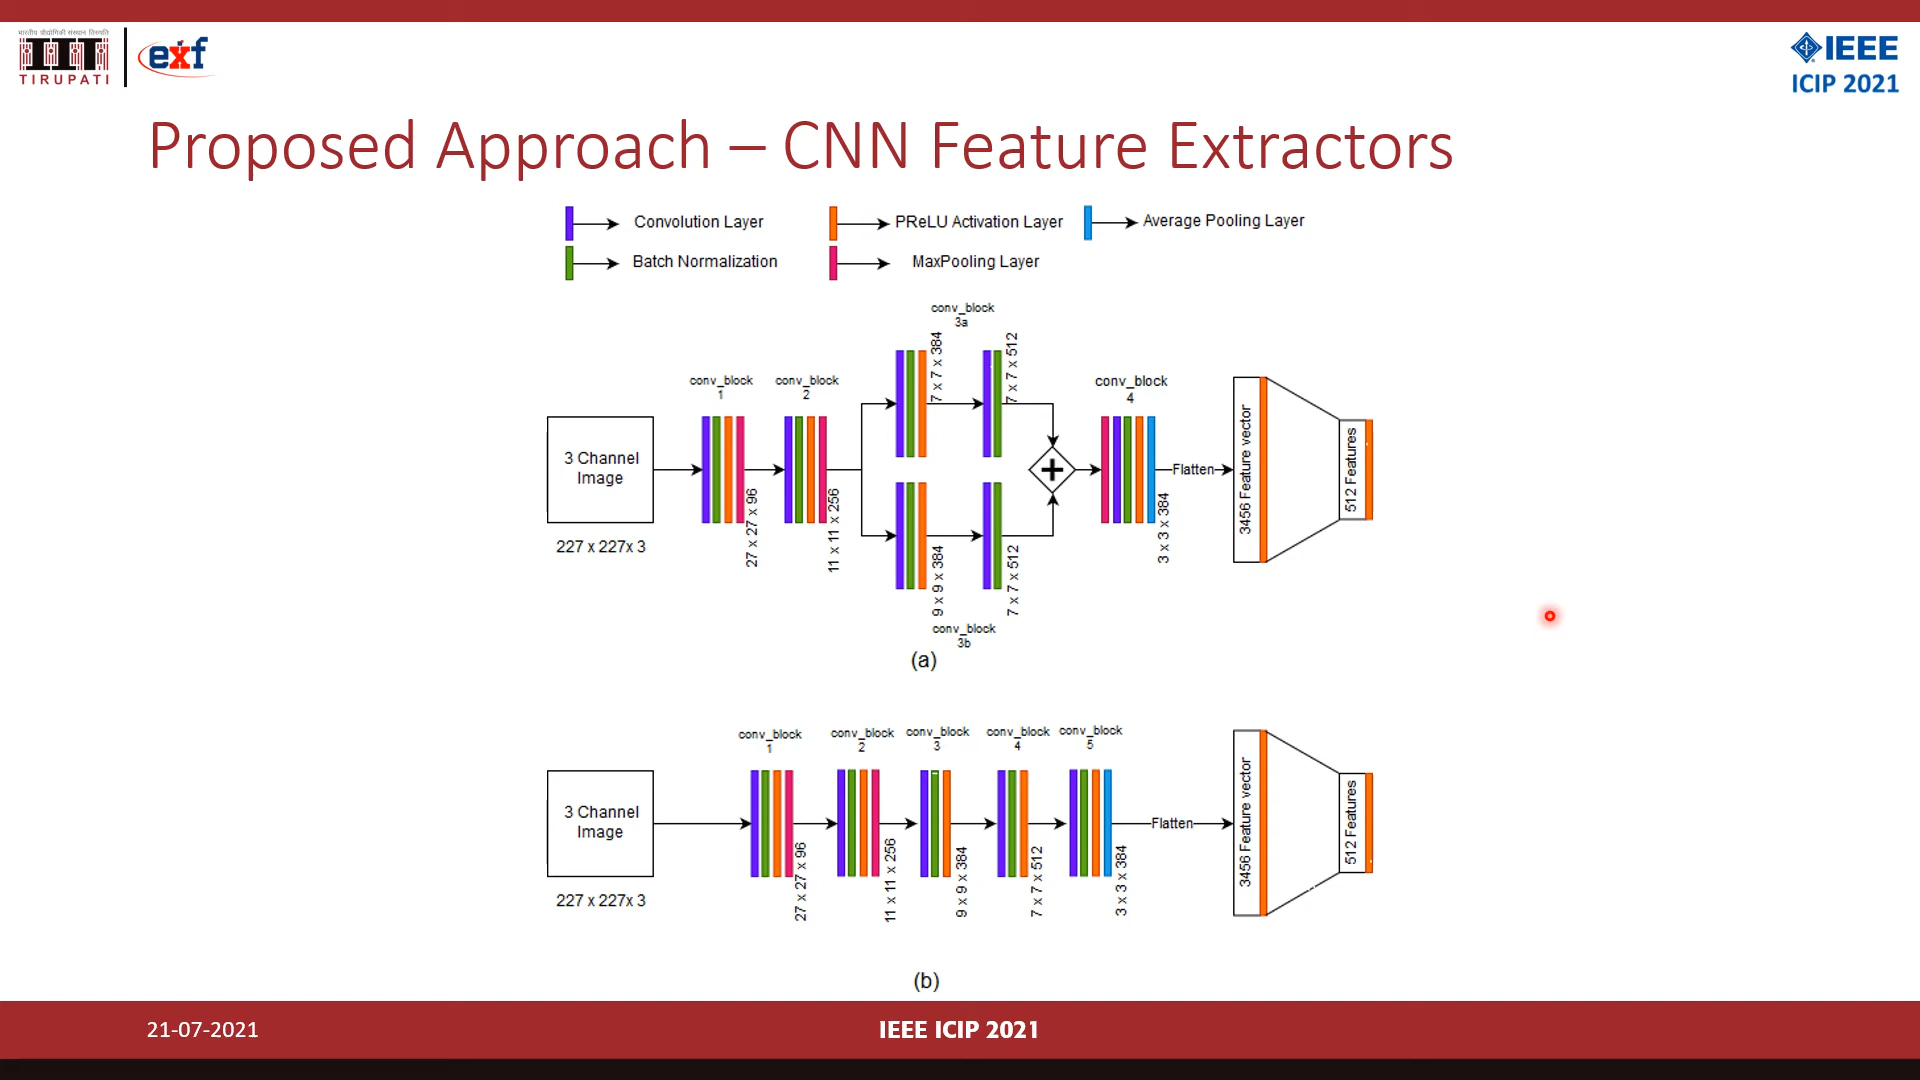 भारतीय प्रौद्योगिकी संस्थान तिरुपति
TIRUPATI
exf
IEEE
ICIP 2021
Proposed Approach – CNN Feature Extractors
Convolution Layer
PReLU Activation Layer
Average Pooling Layer
Batch Normalization
MaxPooling Layer
conv_block
3a
7 x 7 x 384
7 x 7 x 512
conv_block
1
conv_block
2
conv_block
4
3 Channel
Image
227 x 227x 3
27 x 27 x 96
11 x 11 x 256
9 x 9 x 384
7 x 7 x 512
conv_block
3b
3 x 3 x 384
Flatten
3456 Feature vector
512 Features
(a)
conv_block
1
conv_block
2
conv_block
3
conv_block
4
conv_block
5
3 Channel
Image
227 x 227x 3
27 x 27 x 96
11 x 11 x 256
9 x 9 x 384
7 x 7 x 512
3 x 3 x 384
Flatten
3456 Feature vector
512 Features
(b)
21-07-2021
IEEE ICIP 2021